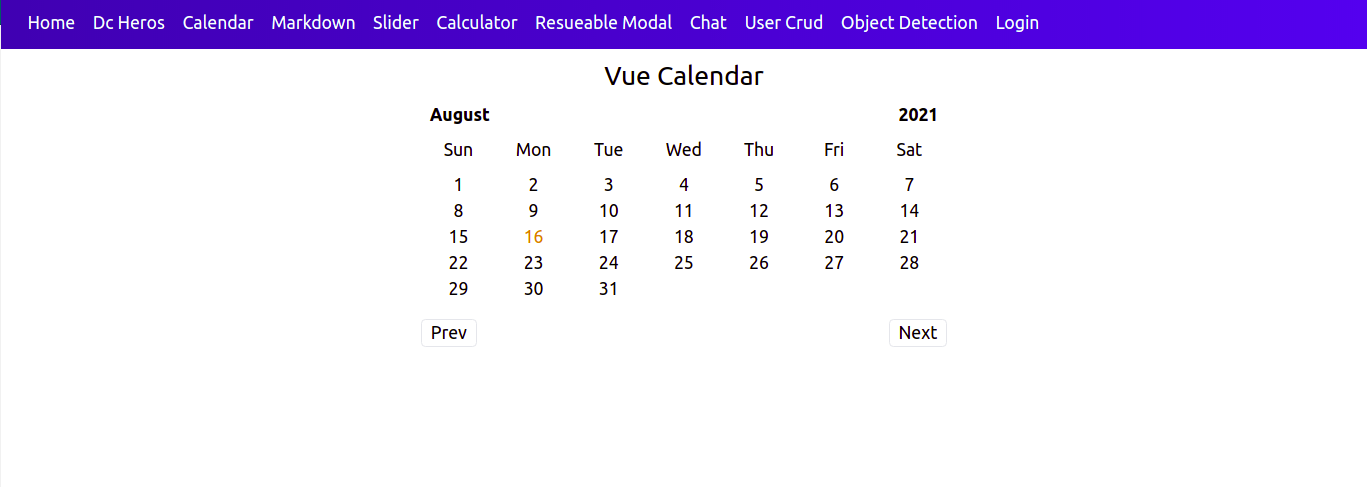 Home Dc Heros Calendar Markdown Slider Calculator Resueable Modal Chat User Crud Object Detection Login
Vue Calendar
August 2021
Sun Mon Tue Wed Thu Fri Sat
1 2 3 4 5 6 7
8 9 10 11 12 13 14
15 16 17 18 19 20 21
22 23 24 25 26 27 28
29 30 31
Prev Next